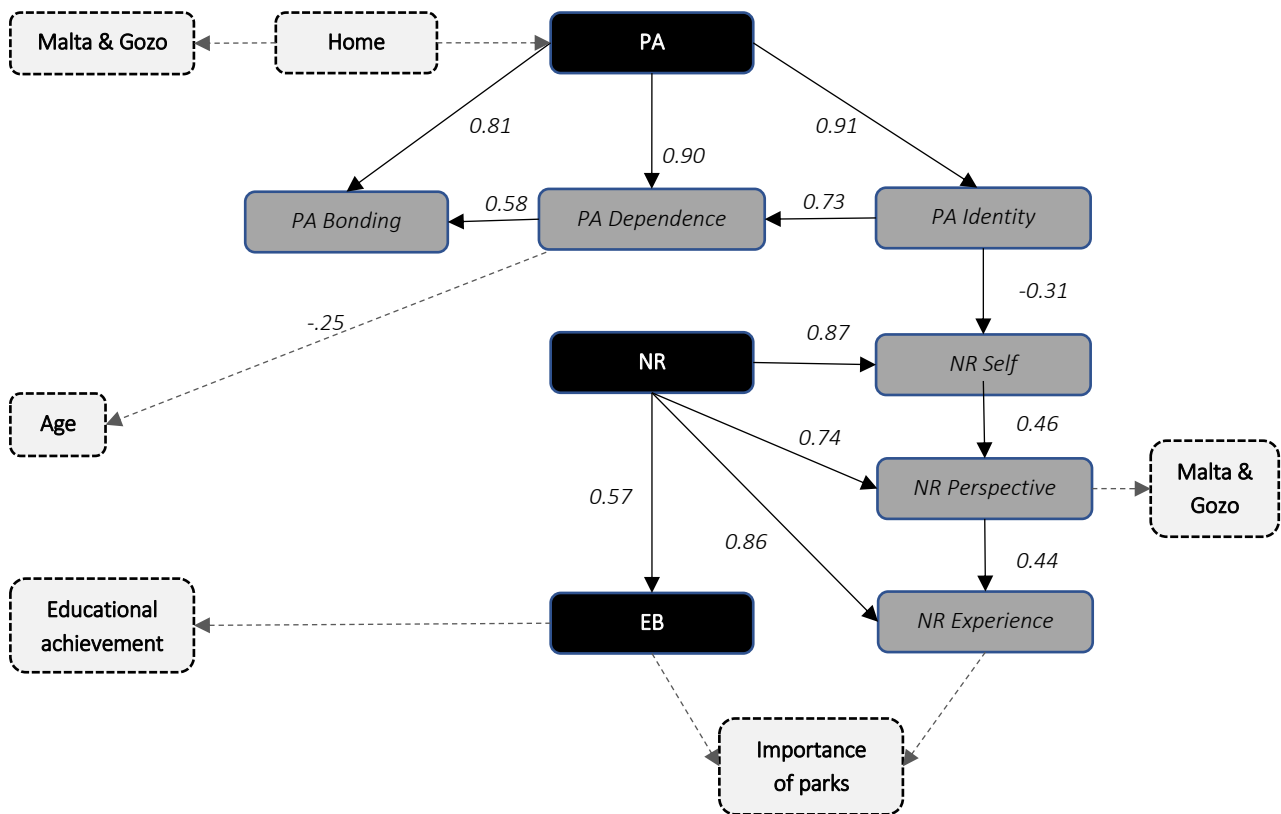 Malta & Gozo
Home
PA
0.81
0.90
0.91
PA Bonding
0.58
PA Dependence
0.73
PA Identity
-0.31
-.25
NR
0.87
NR Self
Age
0.74
0.46
NR Perspective
Malta &
Gozo
0.57
0.86
0.44
Educational
achievement
EB
NR Experience
Importance
of parks